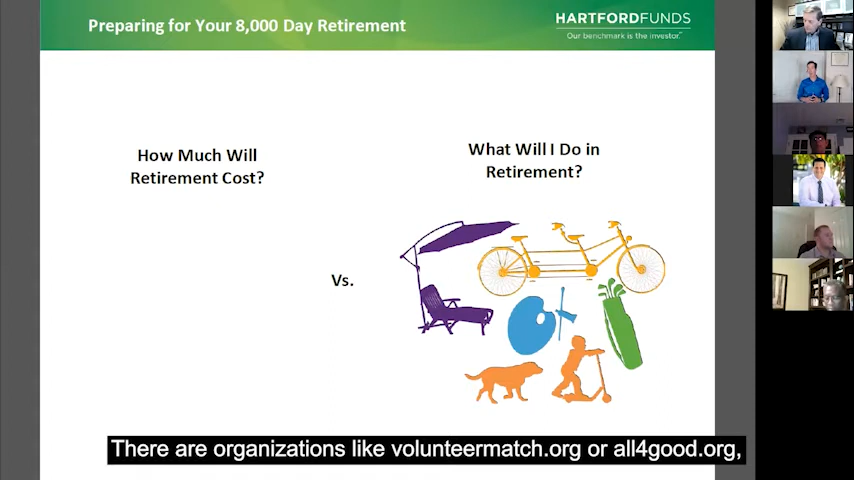 Preparing for Your 8,000 Day Retirement
HARTFORDFUNDS
Our benchmark is the investor.
How Much Will
Retirement Cost?
What Will I Do in
Retirement?
Vs.
There are organizations like volunteermatch.org or all4good.org,